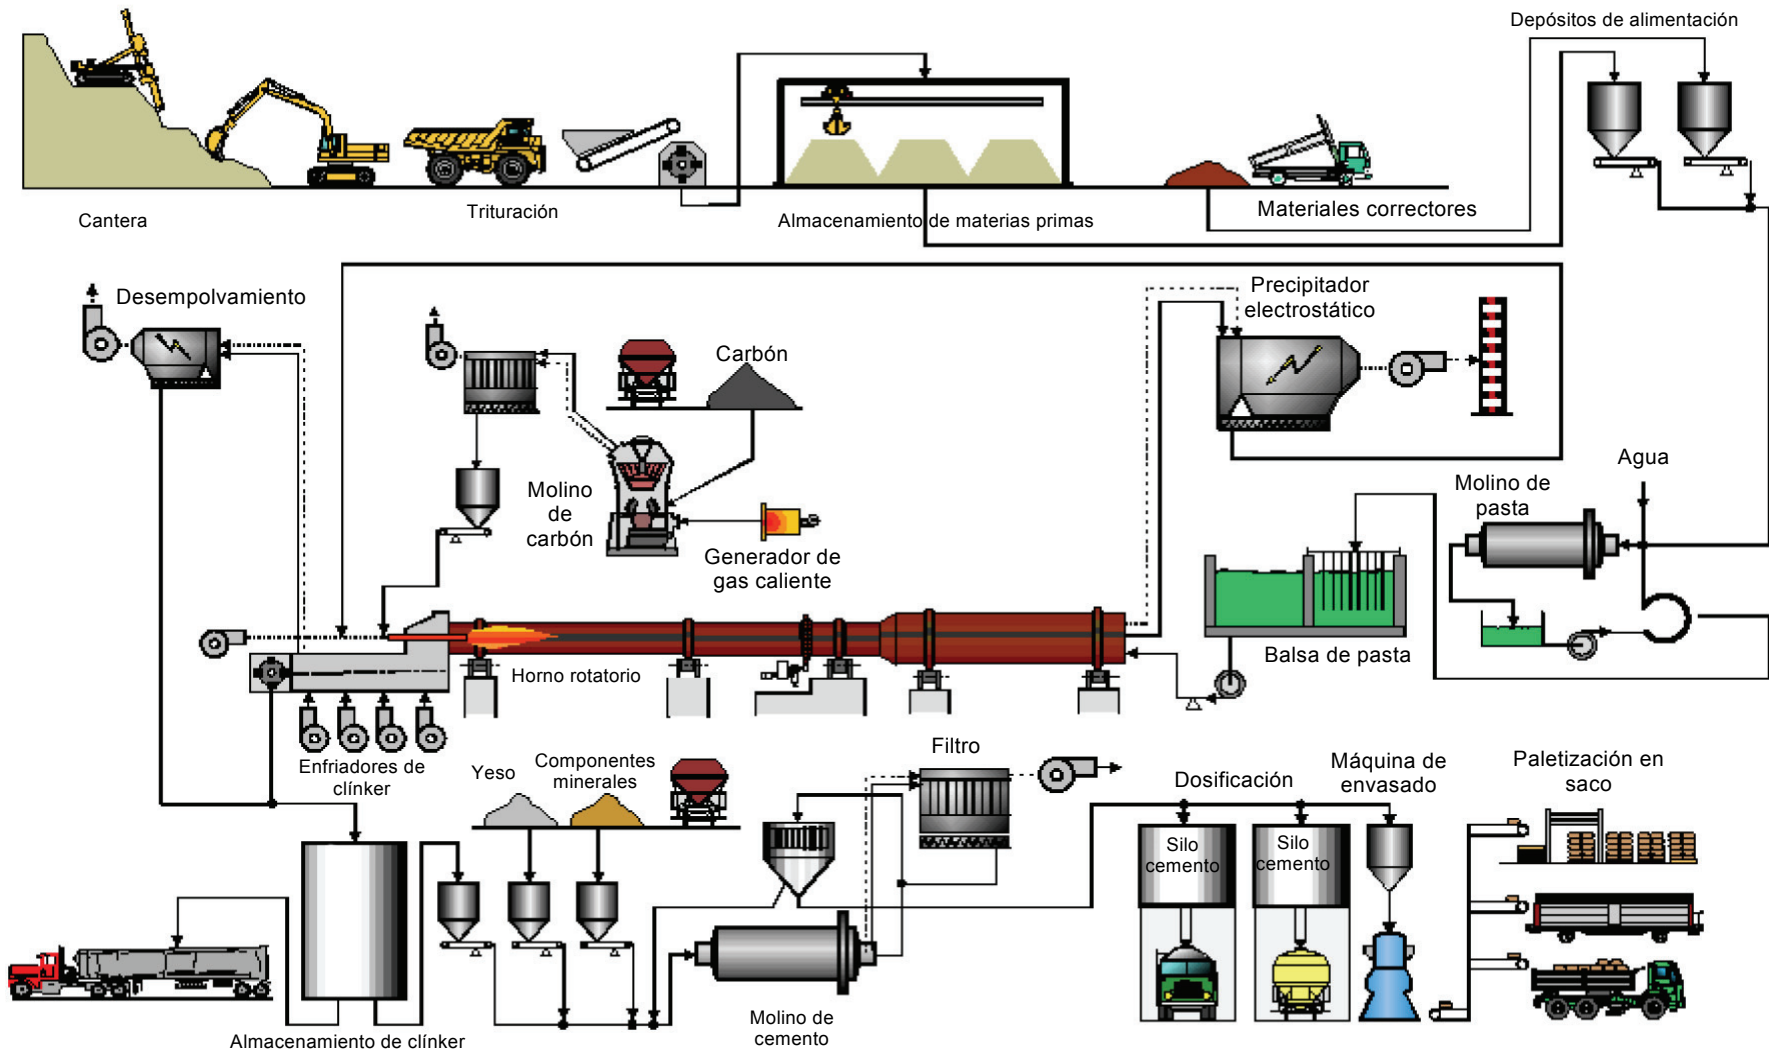 Depósitos de alimentación
Cantera
Trituración
Almacenamiento de materias primas
Materiales correctores
Desempolvamiento
Carbón
Precipitador
electrostático
Molino
de
carbón
Generador de
gas caliente
Agua
Molino de
pasta
Balsa de pasta
Horno rotatorio
Enfriadores de
clínker
Yeso
Componentes
minerales
Filtro
Dosificación
Máquina de
envasado
Paletización en
saco
Silo
cemento
Silo
cemento
Molino de
cemento
Almacenamiento de clínker